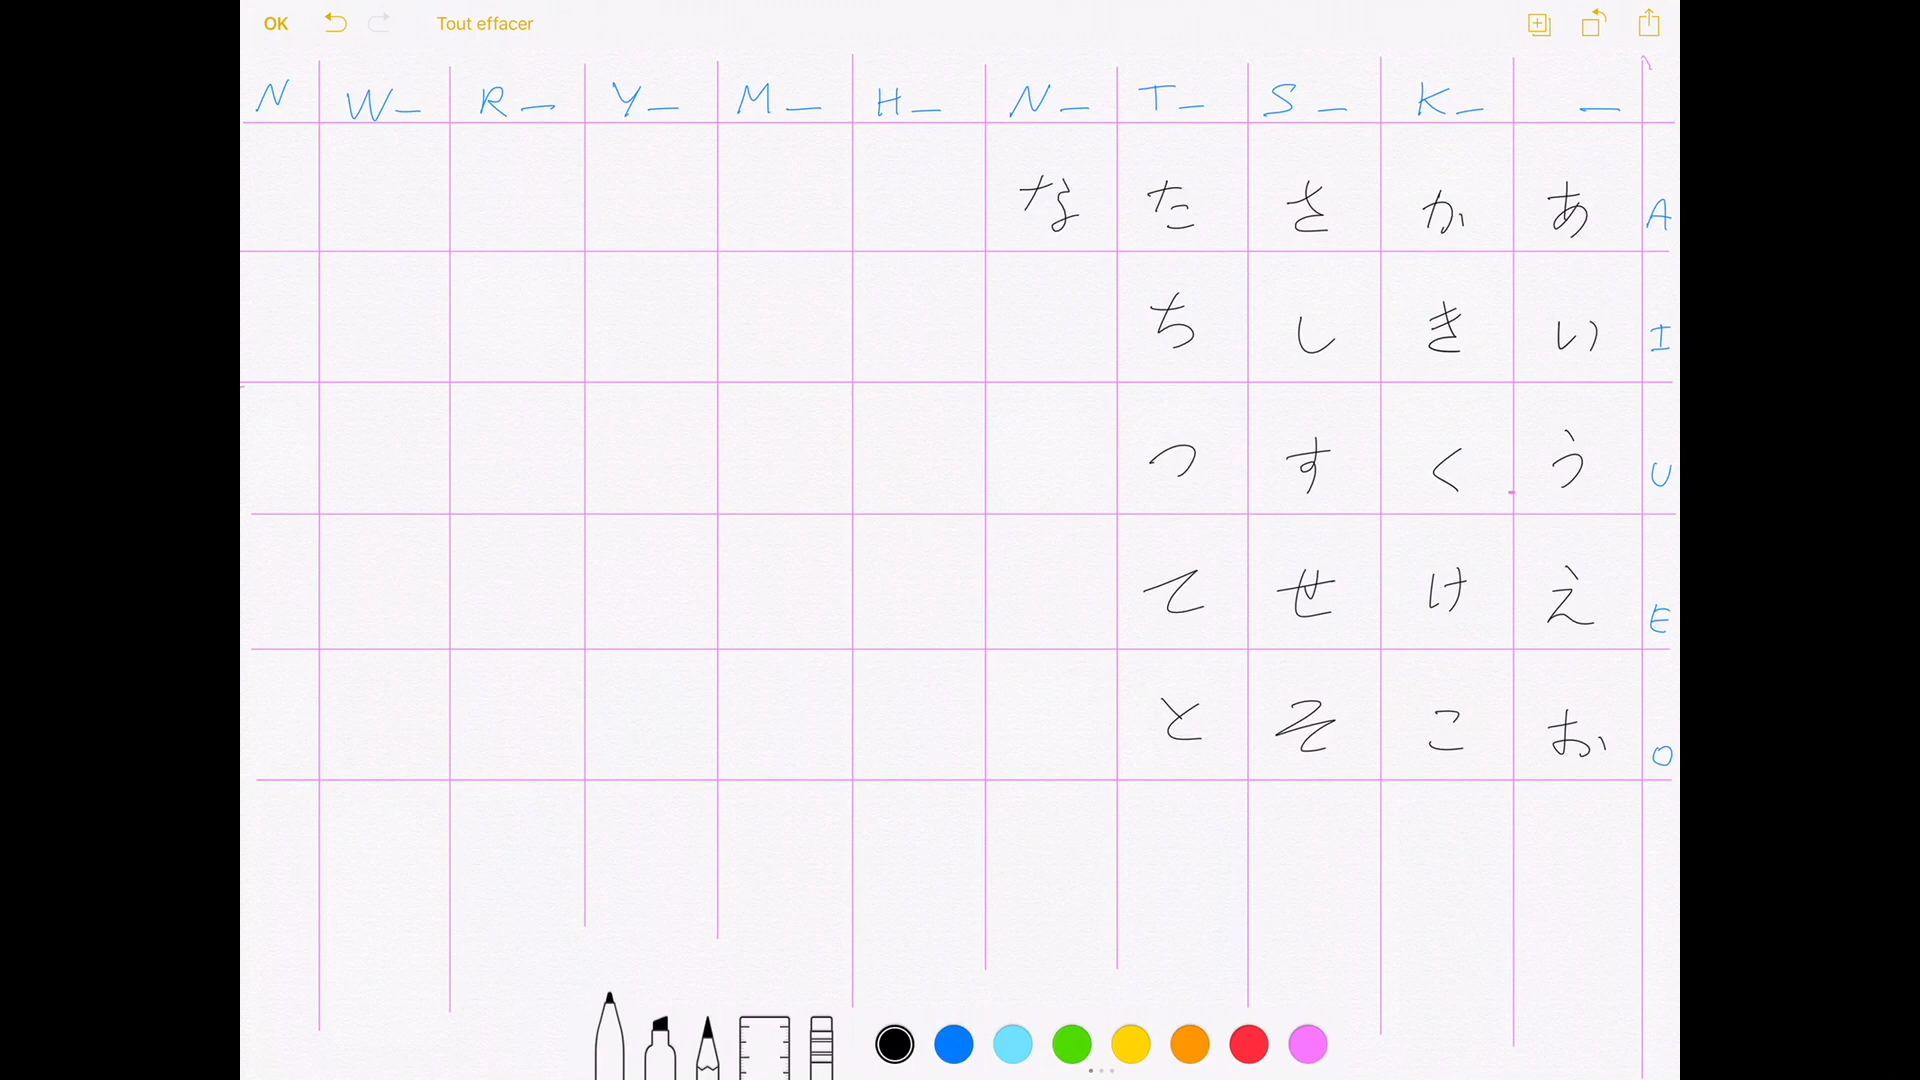 OK Tout effacer
N W_ R_ Y_ M_ H_ N_ T_ S_ K_ _
な た さ か あ A
ち し き い I
つ す く う U
て せ け え E
と そ こ お O